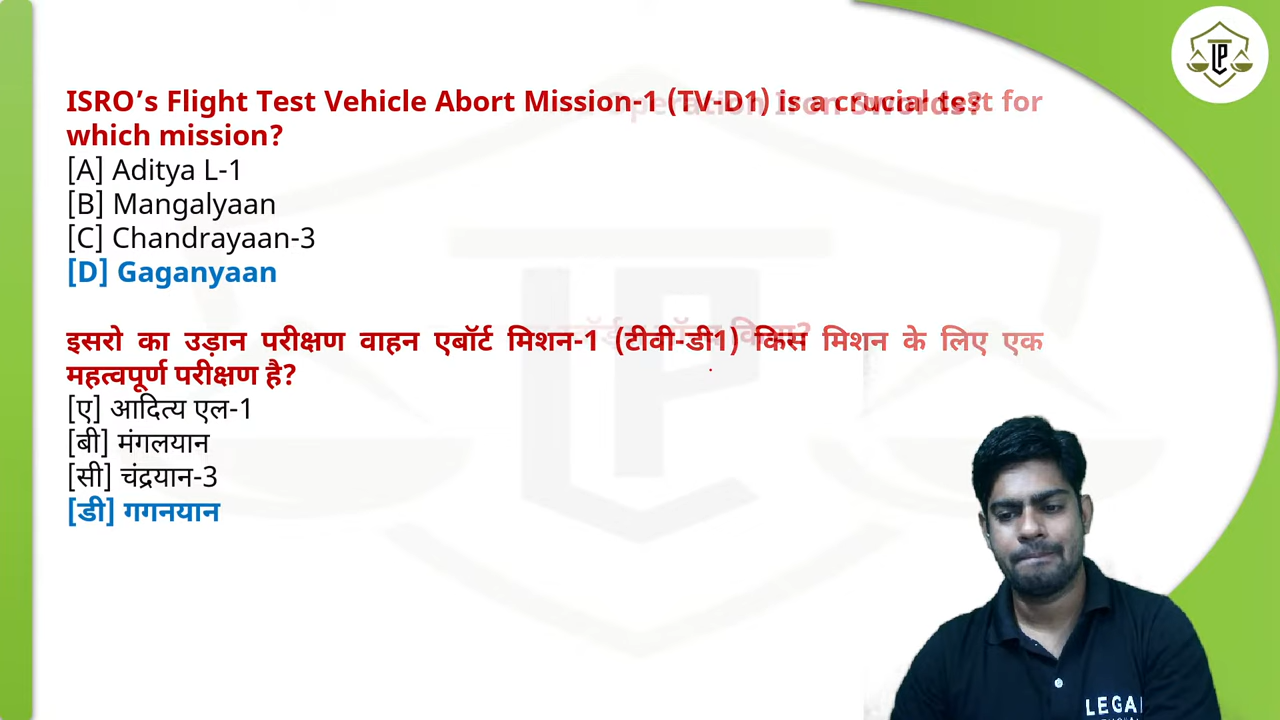 ISRO’s Flight Test Vehicle Abort Mission-1 (TV-D1) is a crucial test for
which mission?
[A] Aditya L-1
[B] Mangalyaan
[C] Chandrayaan-3
[D] Gaganyaan
इसरो का उड़ान परीक्षण वाहन एबॉर्ट मिशन-1 (टीवी-डी1) किस मिशन के लिए एक
महत्वपूर्ण परीक्षण है?
[ए] आदित्य एल-1
[बी] मंगलयान
[सी] चंद्रयान-3
[डी] गगनयान